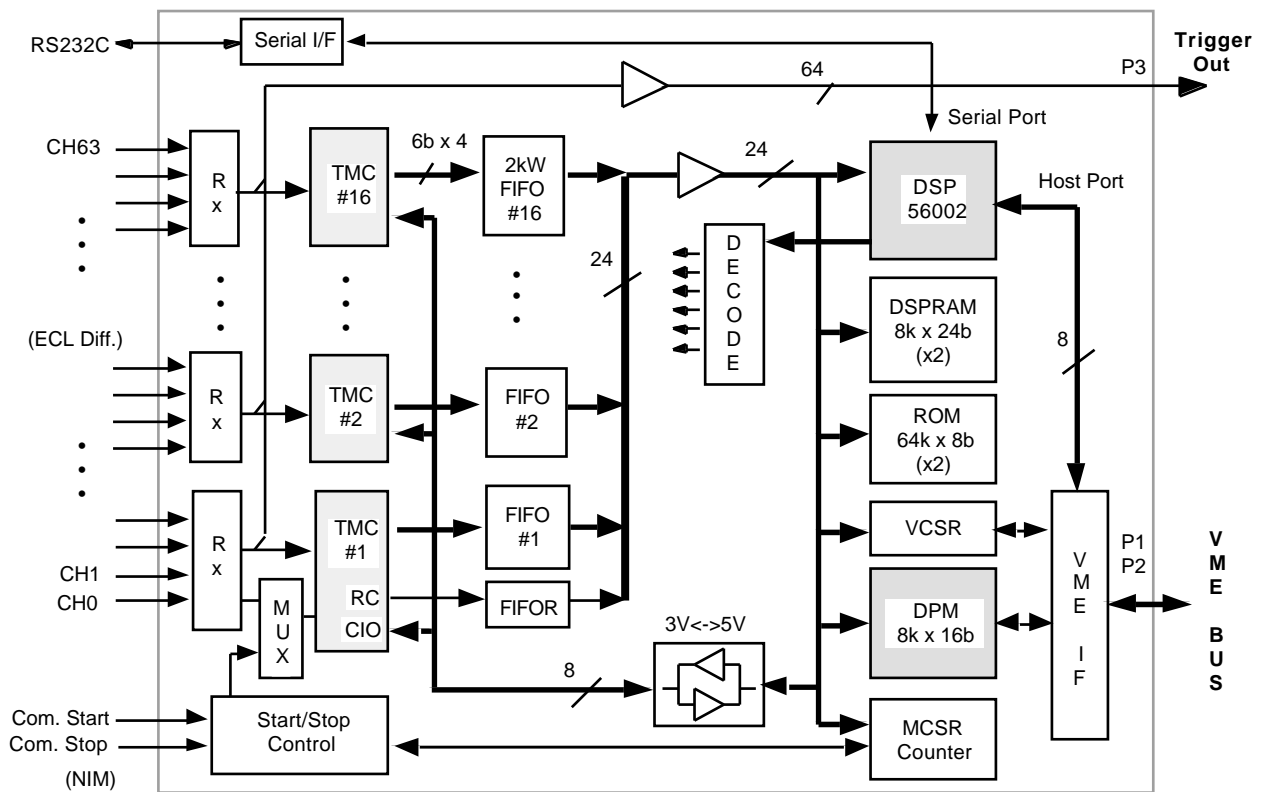 RS232C
Serial I/F
Trigger
Out
64
P3
Serial Port
CH63
R
x
TMC
#16
6b x 4
2kW
FIFO
#16
24
DSP
56002
Host Port
D
E
C
O
D
E
24
DSPRAM
8k x 24b
(x2)
8
(ECL Diff.)
R
x
TMC
#2
FIFO
#2
ROM
64k x 8b
(x2)
R
x
TMC
#1
FIFO
#1
VCSR
CH1
CH0
M
U
X
RC
CIO
FIFOR
DPM
8k x 16b
V
M
E
I
F
P1
P2
V
M
E
B
U
S
3V<->5V
8
Com. Start
Com. Stop
(NIM)
Start/Stop
Control
MCSR
Counter